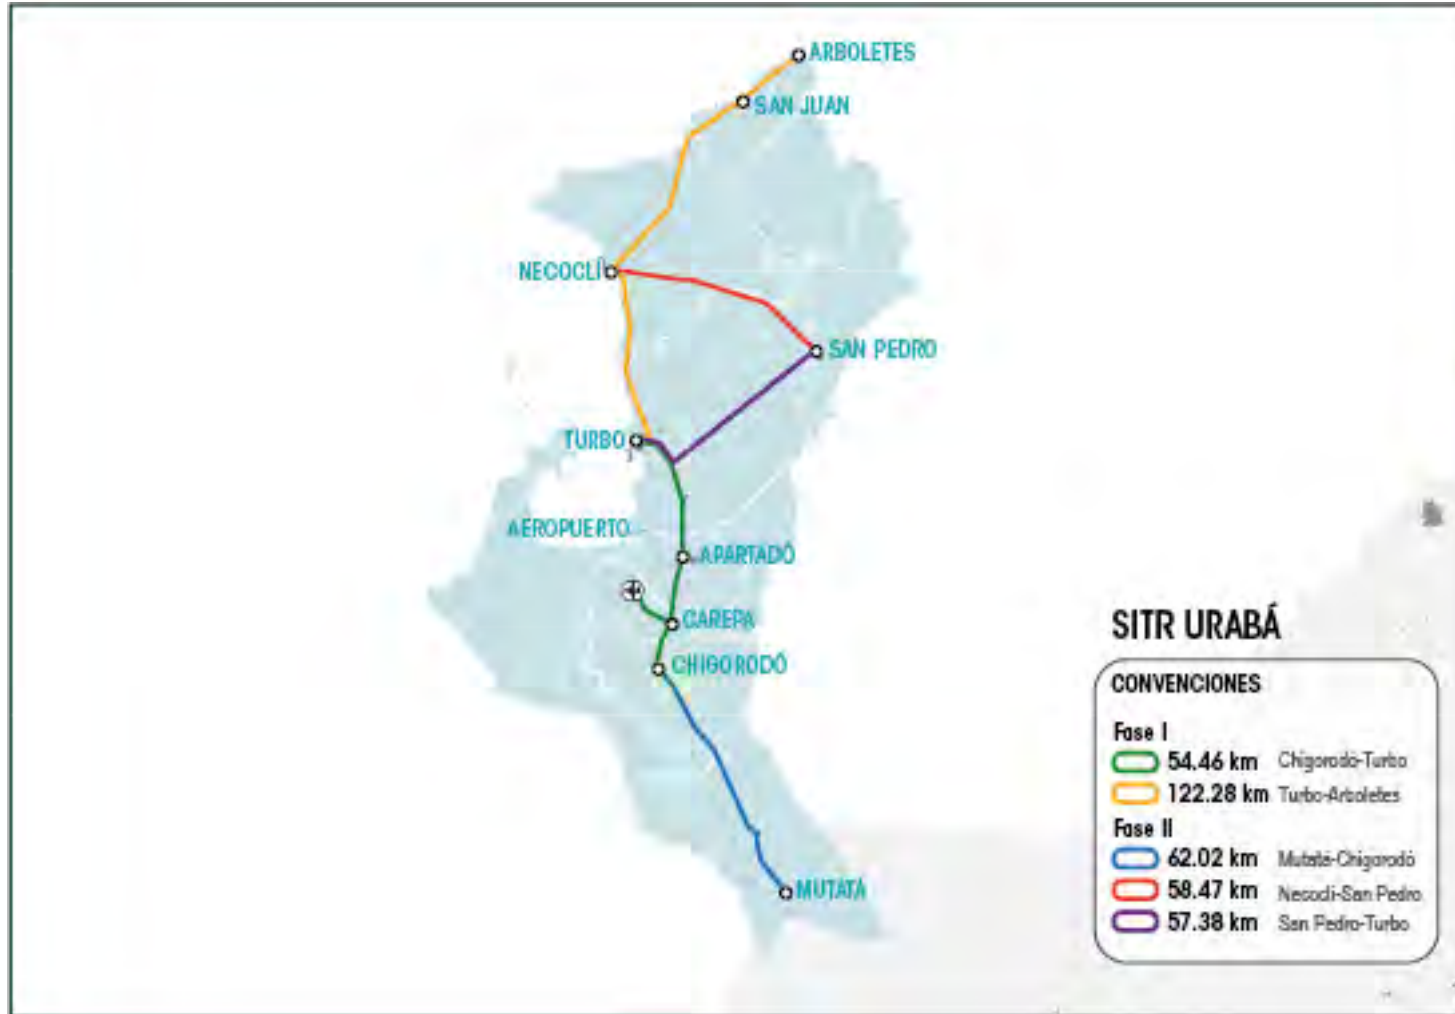 ARBOLETES
SAN JUAN
NECOCLÍ
SAN PEDRO
TURBO
AEROPUERTO
APARTADÓ
CAREPA
CHIGORODÓ
MUTATÁ
SITR URABÁ
CONVENCIONES
Fase I
54.46 km Chigorodó-Turbo
122.28 km Turbo-Arboletes
Fase II
62.02 km Mutatá-Chigorodó
58.47 km Necoclí-San Pedro
57.38 km San Pedro-Turbo